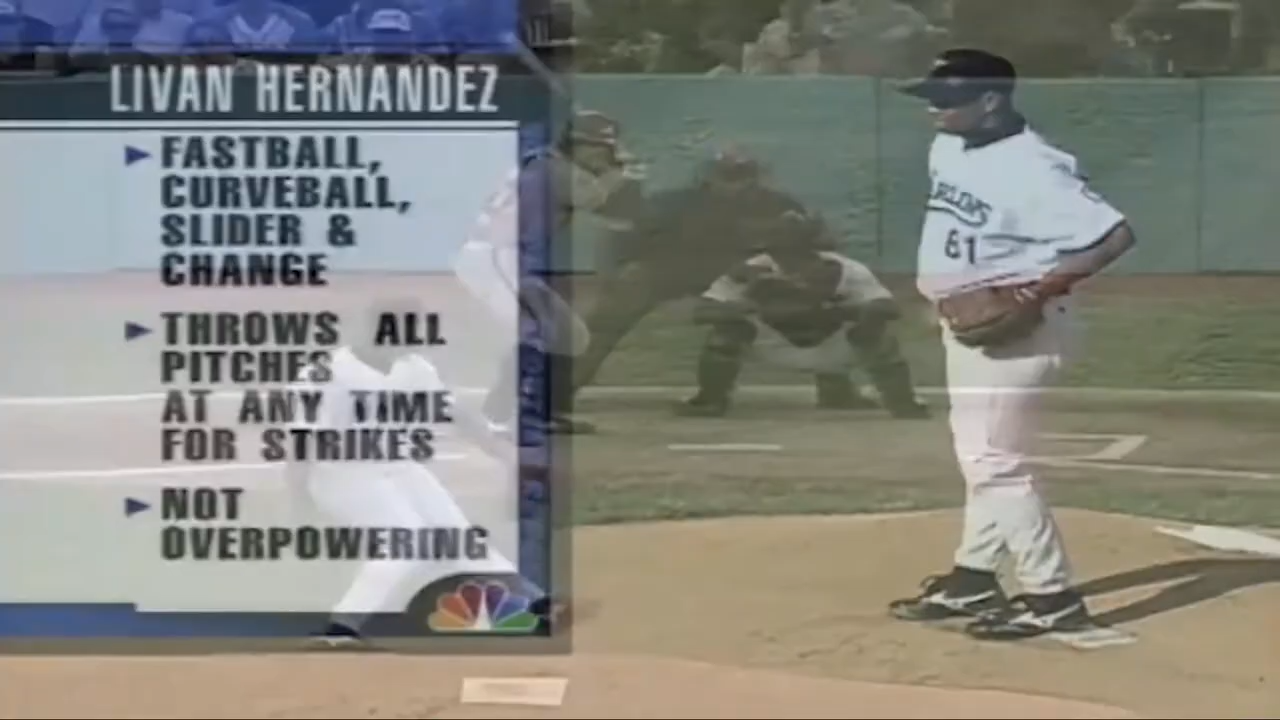 LIVAN HERNANDEZ
FASTBALL,
CURVEBALL,
SLIDER &
CHANGE
THROWS ALL
PITCHES
AT ANY TIME
FOR STRIKES
NOT
OVERPOWERING
61